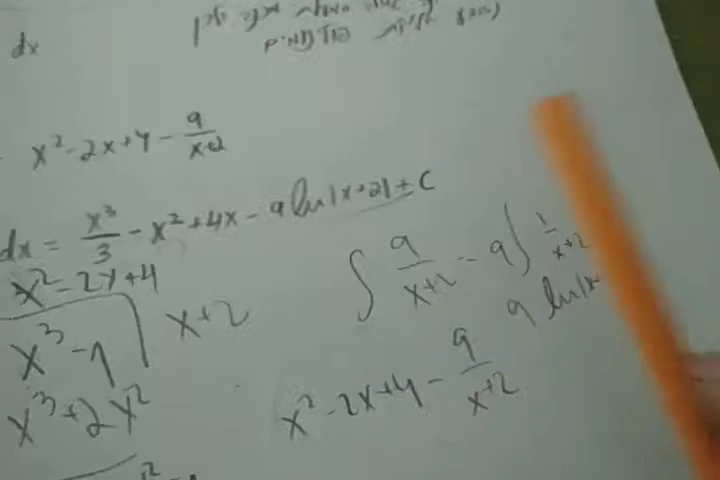 dx
x² - 2x + 4 - 9/(x+2)
dx = x³/3 - x² + 4x - 9 ln|x+2| + C
x² - 2x + 4
x³ - 1 | x+2
x³ + 2x²
∫ 9/(x+2) = 9 ∫ 1/(x+2)
9 ln|x
x² - 2x + 4 - 9/(x+2)